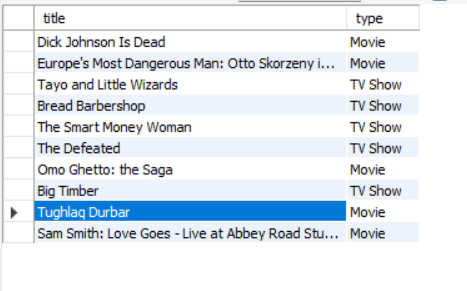 title type
Dick Johnson Is Dead Movie
Europe's Most Dangerous Man: Otto Skorzeny i... Movie
Tayo and Little Wizards TV Show
Bread Barbershop TV Show
The Smart Money Woman TV Show
The Defeated TV Show
Omo Ghetto: the Saga Movie
Big Timber TV Show
Tughlaq Durbar Movie
Sam Smith: Love Goes - Live at Abbey Road Stu... Movie